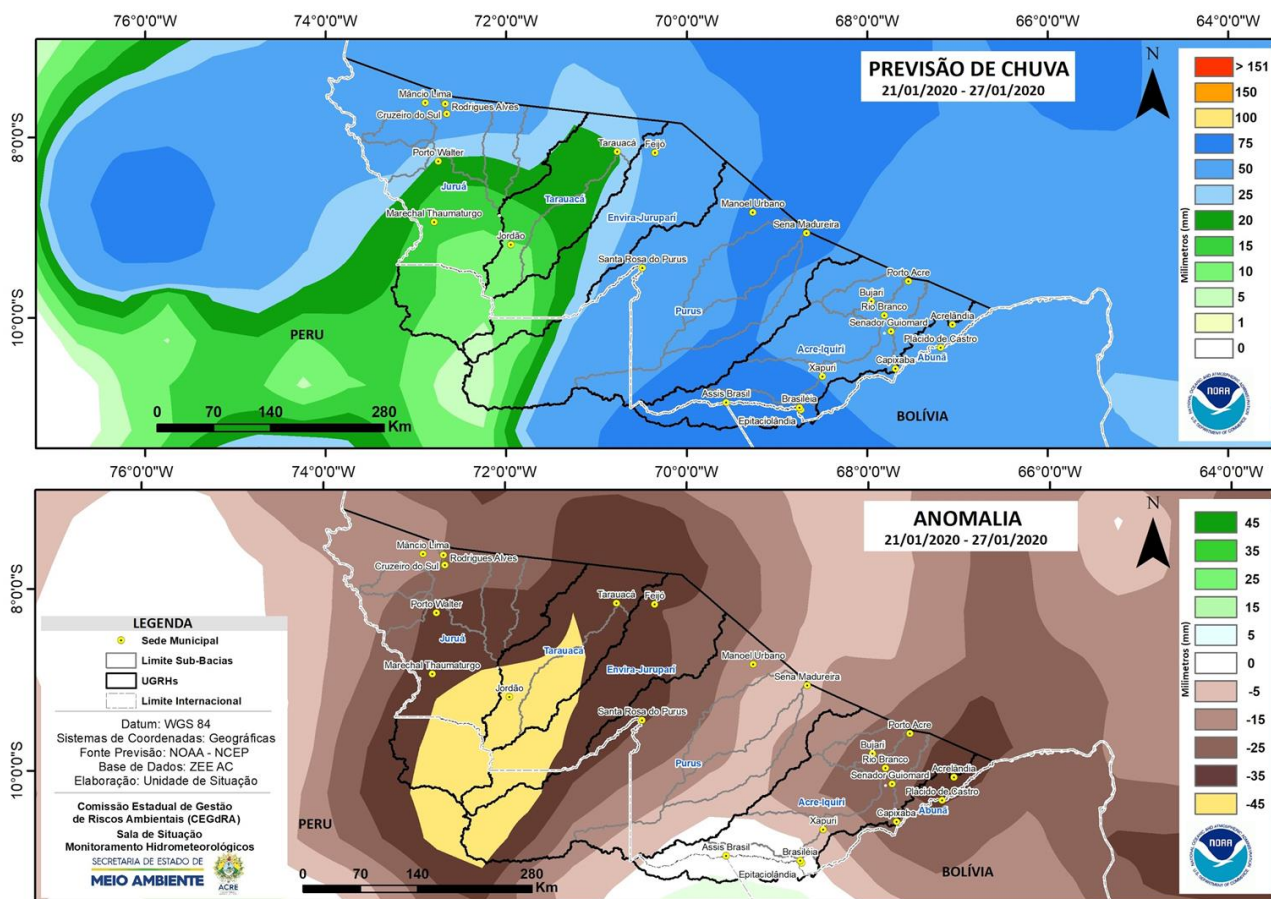 76°0'0"W 74°0'0"W 72°0'0"W 70°0'0"W 68°0'0"W 66°0'0"W 64°0'0"W
PREVISÃO DE CHUVA
21/01/2020 - 27/01/2020
N
8°0'0"S
10°0'0"S
Milímetros (mm)
> 151
150
100
75
50
25
20
15
10
5
1
0
NOAA
Mâncio Lima
Rodrigues Alves
Cruzeiro do Sul
Porto Walter
Juruá
Marechal Thaumaturgo
Tarauacá
Feijó
Tarauacá
Jordão
Envira-Jurupari
Manoel Urbano
Sena Madureira
Santa Rosa do Purus
Purus
Porto Acre
Bujari
Rio Branco
Senador Guiomard
Acrelândia
Plácido de Castro
Acre-Iquiri
Abunã
Capixaba
Xapuri
Assis Brasil
Brasiléia
Epitaciolândia
PERU
BOLÍVIA
0 70 140 280
Km
76°0'0"W 74°0'0"W 72°0'0"W 70°0'0"W 68°0'0"W 66°0'0"W 64°0'0"W
ANOMALIA
21/01/2020 - 27/01/2020
N
8°0'0"S
10°0'0"S
Milímetros (mm)
45
35
25
15
5
0
-5
-15
-25
-35
-45
NOAA
Mâncio Lima
Rodrigues Alves
Cruzeiro do Sul
Porto Walter
Juruá
Marechal Thaumaturgo
Tarauacá
Feijó
Tarauacá
Jordão
Envira-Jurupari
Manoel Urbano
Sena Madureira
Santa Rosa do Purus
Purus
Porto Acre
Bujari
Rio Branco
Senador Guiomard
Acrelândia
Plácido de Castro
Acre-Iquiri
Abunã
Capixaba
Xapuri
Assis Brasil
Brasiléia
Epitaciolândia
PERU
BOLÍVIA
0 70 140 280
Km
LEGENDA
Sede Municipal
Limite Sub-Bacias
UGRHs
Limite Internacional
Datum: WGS 84
Sistemas de Coordenadas: Geográficas
Fonte Previsão: NOAA - NCEP
Base de Dados: ZEE AC
Elaboração: Unidade de Situação
Comissão Estadual de Gestão
de Riscos Ambientais (CEGdRA)
Sala de Situação
Monitoramento Hidrometeorológicos
SECRETARIA DE ESTADO DE
MEIO AMBIENTE
ACRE